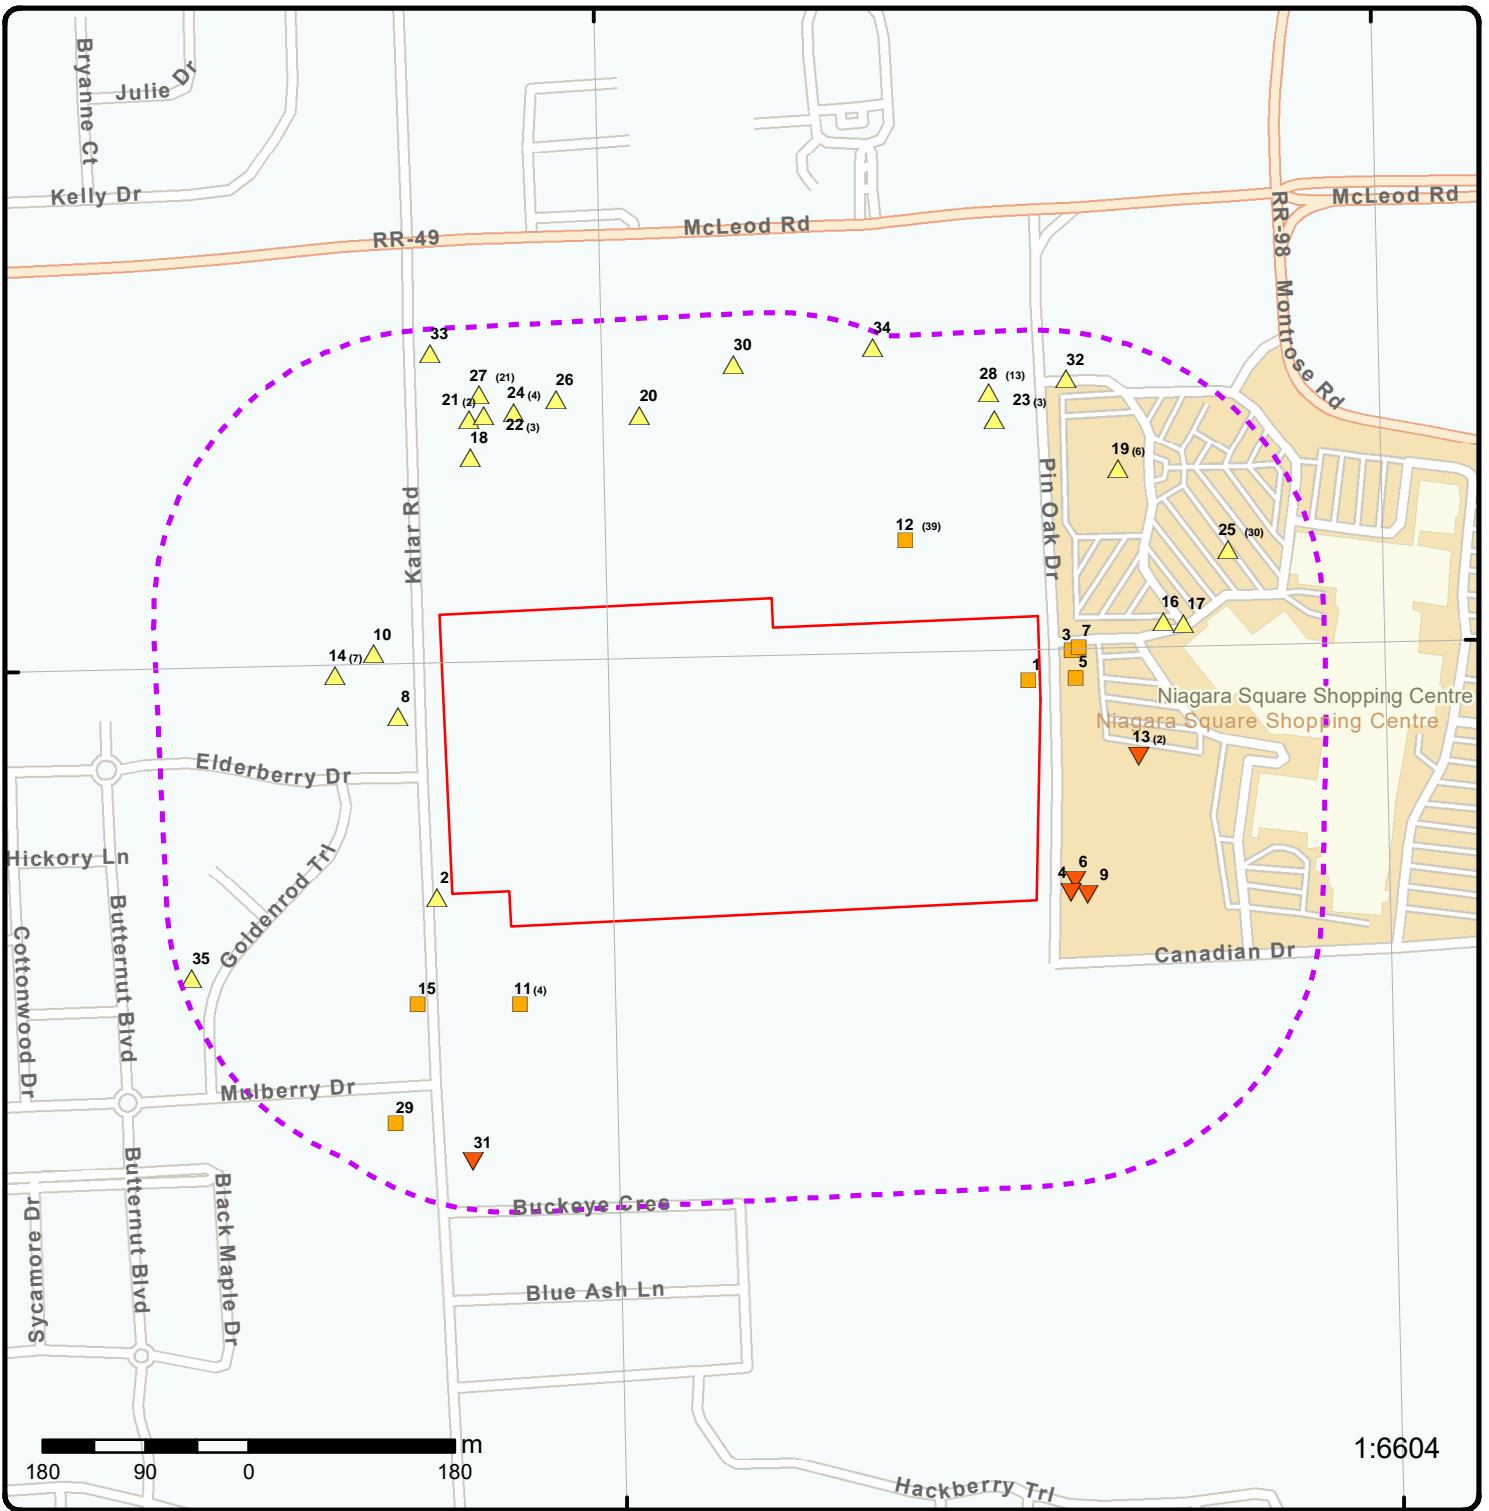 Bryanne Ct
Julie Dr
Kelly Dr
RR-49
McLeod Rd
RR-98
McLeod Rd
Montrose Rd
33
34
30
32
27 (21)
24 (4)
26
28 (13)
21 (2)
22 (3)
20
23 (3)
18
19 (6)
Kalar Rd
Pin Oak Dr
12 (39)
25 (30)
16
17
10
14 (7)
3
7
1
5
8
Niagara Square Shopping Centre
Niagara Square Shopping Centre
13 (2)
Elderberry Dr
Hickory Ln
Goldenrod Trl
2
6
4
9
Butternut Blvd
Cottonwood Dr
Canadian Dr
35
15
11 (4)
Mulberry Dr
29
31
Buckeye Cres
Sycamore Dr
Butternut Blvd
Black Maple Dr
Blue Ash Ln
m
180 90 0 180
1:6604
Hackberry Trl